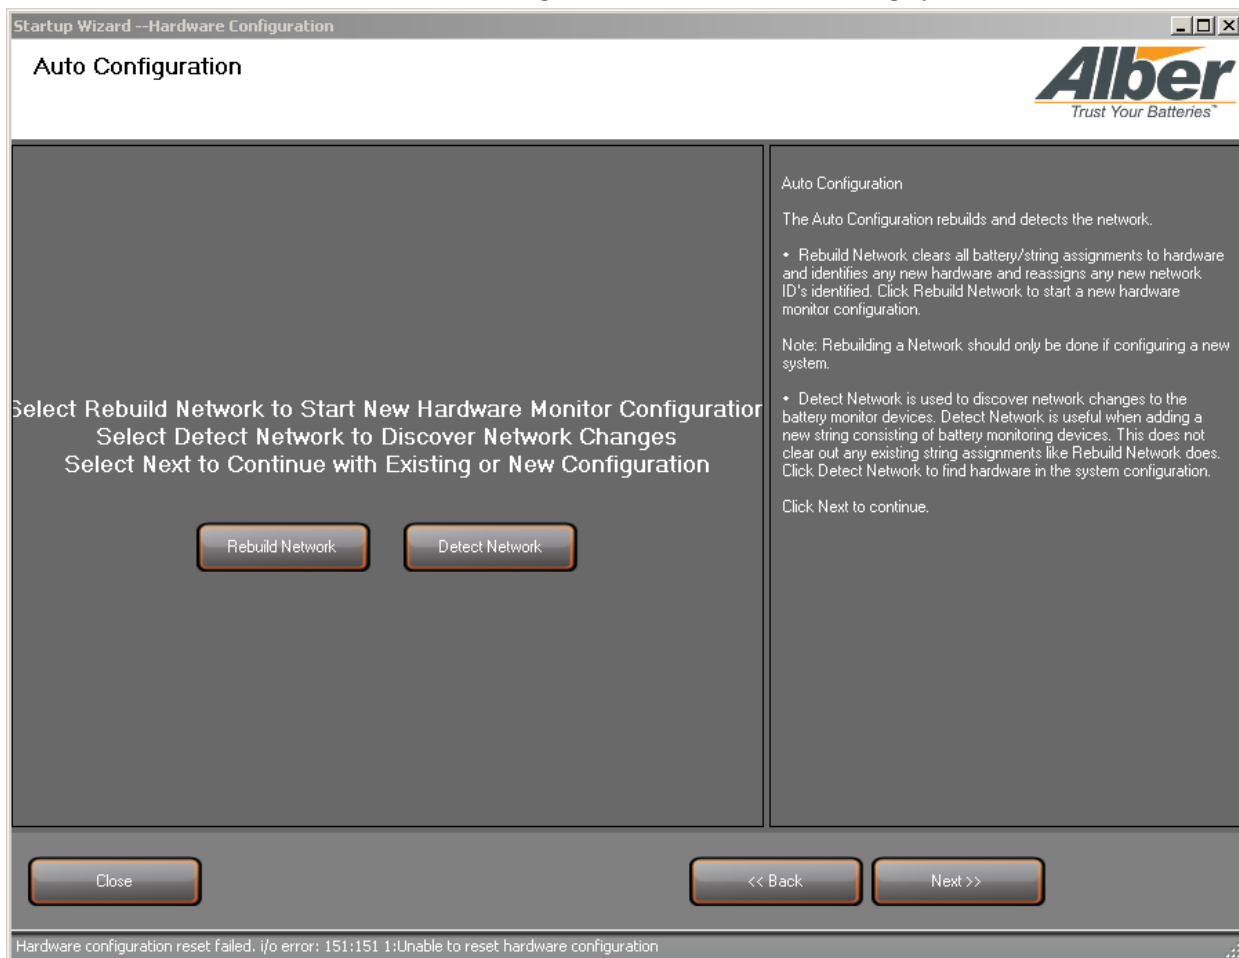 Startup Wizard --Hardware Configuration
Auto Configuration
Alber
Trust Your Batteries™
Select Rebuild Network to Start New Hardware Monitor Configuration
Select Detect Network to Discover Network Changes
Select Next to Continue with Existing or New Configuration
Rebuild Network
Detect Network
Auto Configuration
The Auto Configuration rebuilds and detects the network.
• Rebuild Network clears all battery/string assignments to hardware
and identifies any new hardware and reassigns any new network
ID's identified. Click Rebuild Network to start a new hardware
monitor configuration.
Note: Rebuilding a Network should only be done if configuring a new
system.
• Detect Network is used to discover network changes to the
battery monitor devices. Detect Network is useful when adding a
new string consisting of battery monitoring devices. This does not
clear out any existing string assignments like Rebuild Network does.
Click Detect Network to find hardware in the system configuration.
Click Next to continue.
Close
<< Back
Next >>
Hardware configuration reset failed, i/o error: 151:151 1:Unable to reset hardware configuration